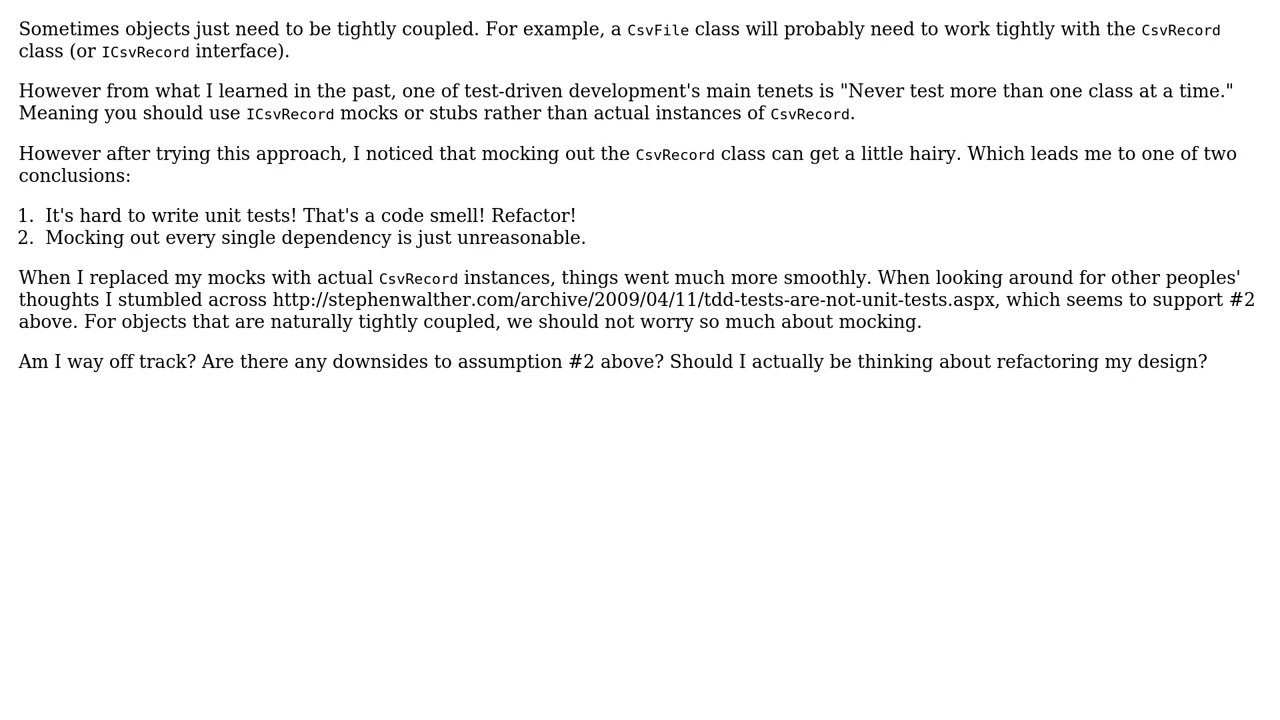 Sometimes objects just need to be tightly coupled. For example, a CsvFile class will probably need to work tightly with the CsvRecord
class (or ICsvRecord interface).
However from what I learned in the past, one of test-driven development's main tenets is "Never test more than one class at a time."
Meaning you should use ICsvRecord mocks or stubs rather than actual instances of CsvRecord.
However after trying this approach, I noticed that mocking out the CsvRecord class can get a little hairy. Which leads me to one of two
conclusions:
1. It's hard to write unit tests! That's a code smell! Refactor!
2. Mocking out every single dependency is just unreasonable.
When I replaced my mocks with actual CsvRecord instances, things went much more smoothly. When looking around for other peoples'
thoughts I stumbled across http://stephenwalther.com/archive/2009/04/11/tdd-tests-are-not-unit-tests.aspx, which seems to support #2
above. For objects that are naturally tightly coupled, we should not worry so much about mocking.
Am I way off track? Are there any downsides to assumption #2 above? Should I actually be thinking about refactoring my design?